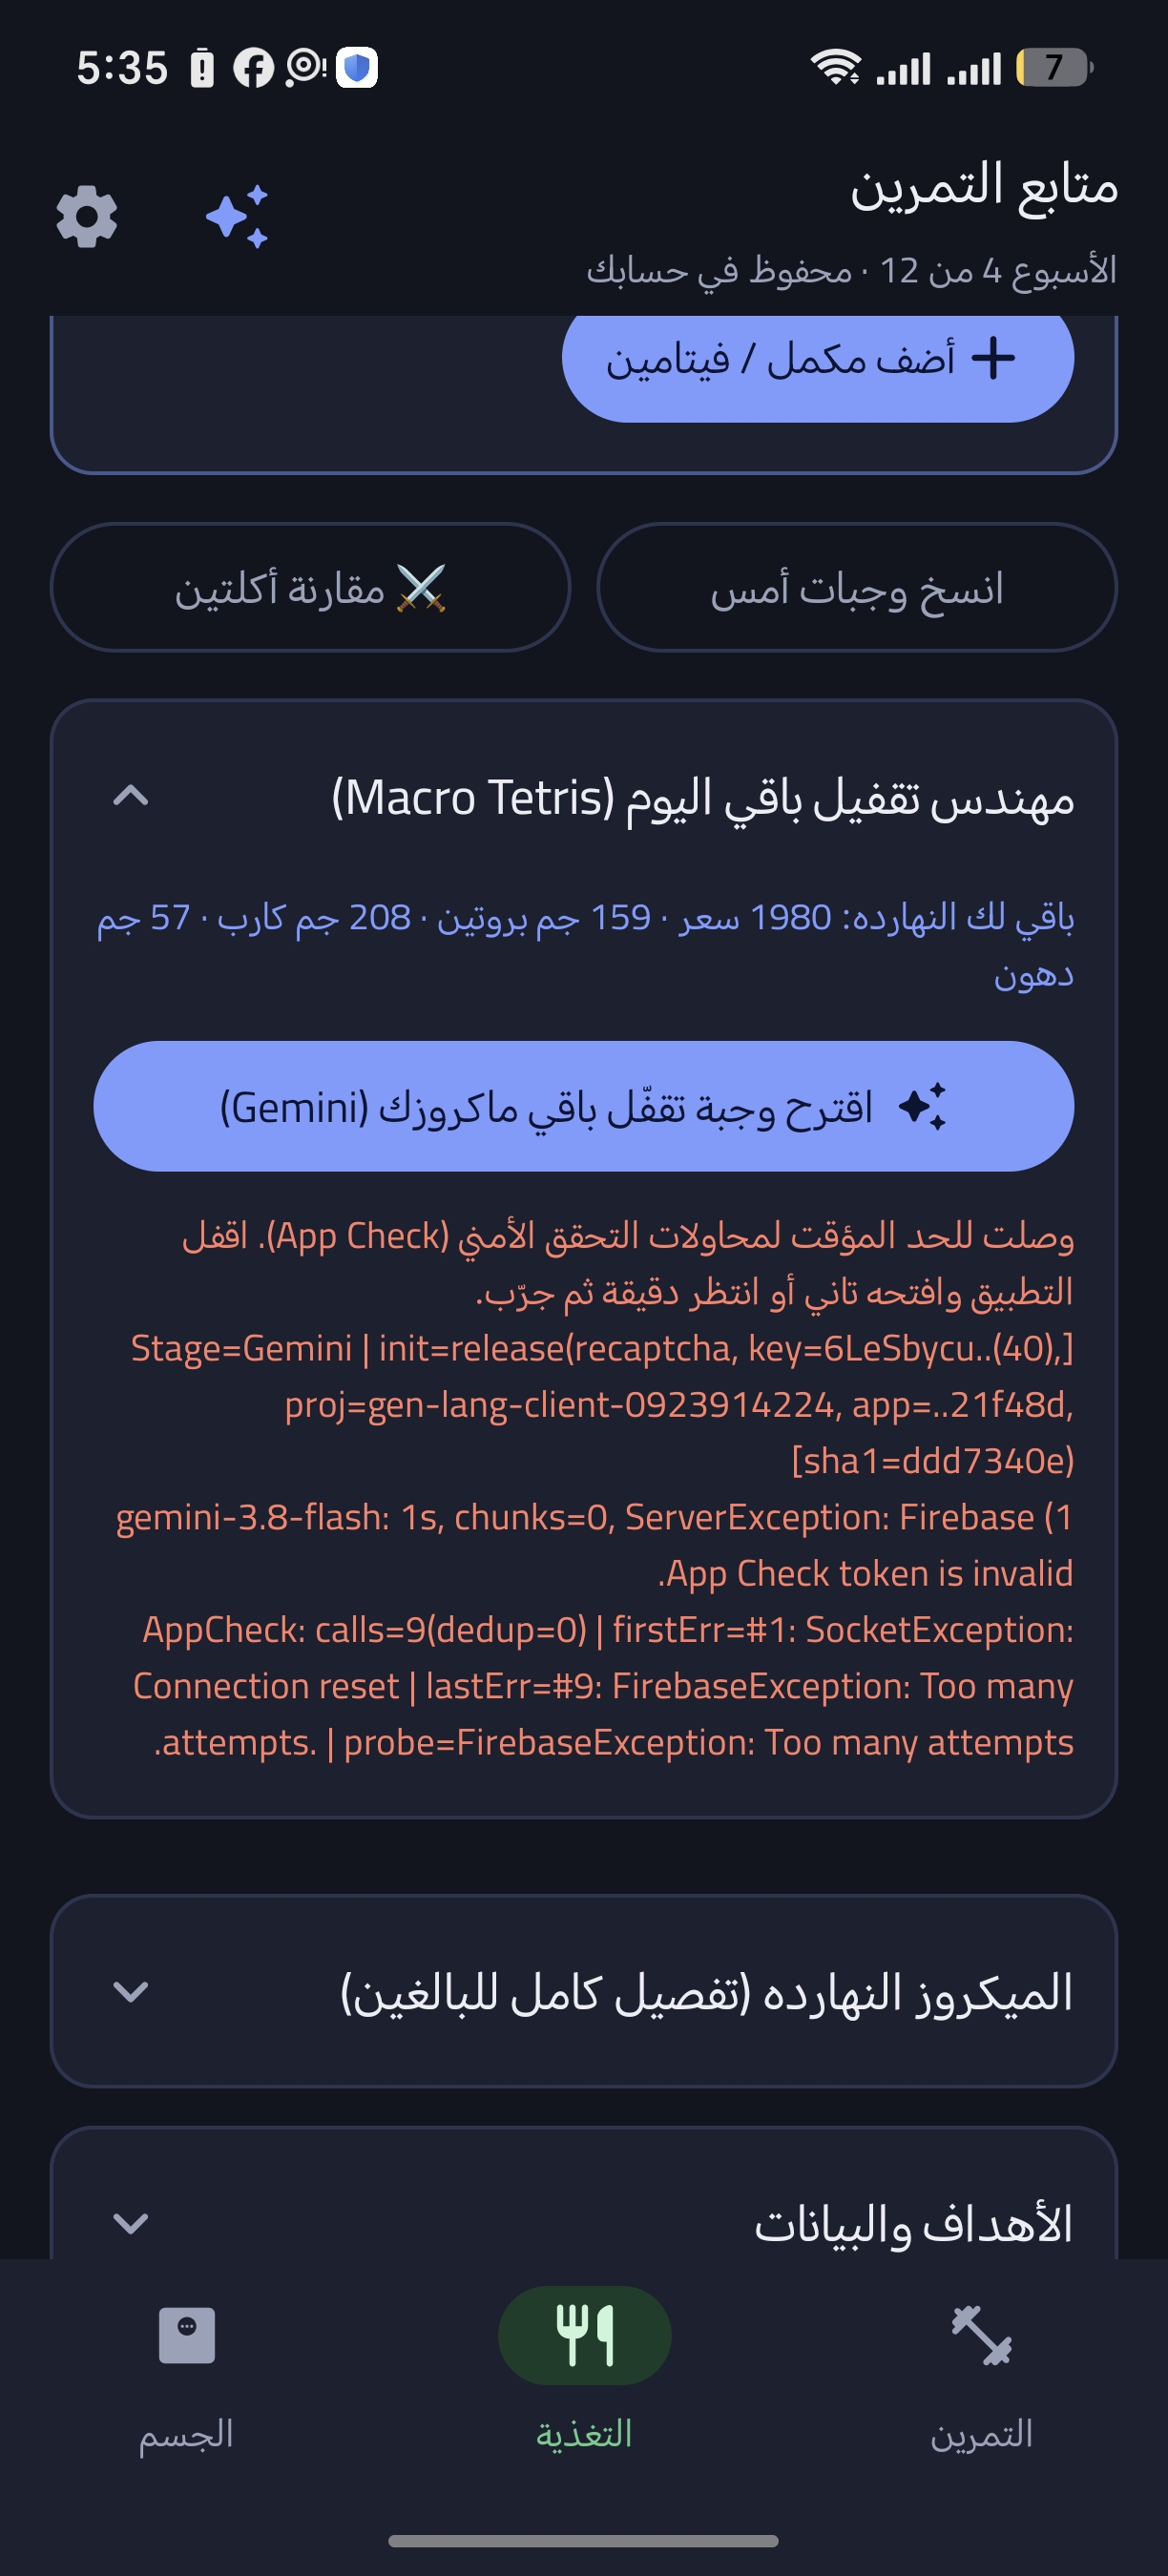 5:35
7
متابع التمرين
الأسبوع 4 من 12 · محفوظ في حسابك
أضف مكمل / فيتامين
انسخ وجبات أمس
⚔️ مقارنة أكلتين
مهندس تقفيل باقي اليوم (Macro Tetris)
باقي لك النهارده: 1980 سعر · 159 جم بروتين · 208 جم كارب · 57 جم
دهون
اقترح وجبة تقفّل باقي ماكروزك (Gemini)
وصلت للحد المؤقت لمحاولات التحقق الأمني (App Check). اقفل
التطبيق وافتحه تاني أو انتظر دقيقة ثم جرّب.
[Stage=Gemini | init=release(recaptcha, key=6LeSbycu..(40),
proj=gen-lang-client-0923914224, app=..21f48d,
sha1=ddd7340e)]
1) gemini-3.8-flash: 1s, chunks=0, ServerException: Firebase
App Check token is invalid.
AppCheck: calls=9(dedup=0) | firstErr=#1: SocketException:
Connection reset | lastErr=#9: FirebaseException: Too many
attempts. | probe=FirebaseException: Too many attempts.
الميكروز النهارده (تفصيل كامل للبالغين)
الأهداف والبيانات
التمرين
التغذية
الجسم